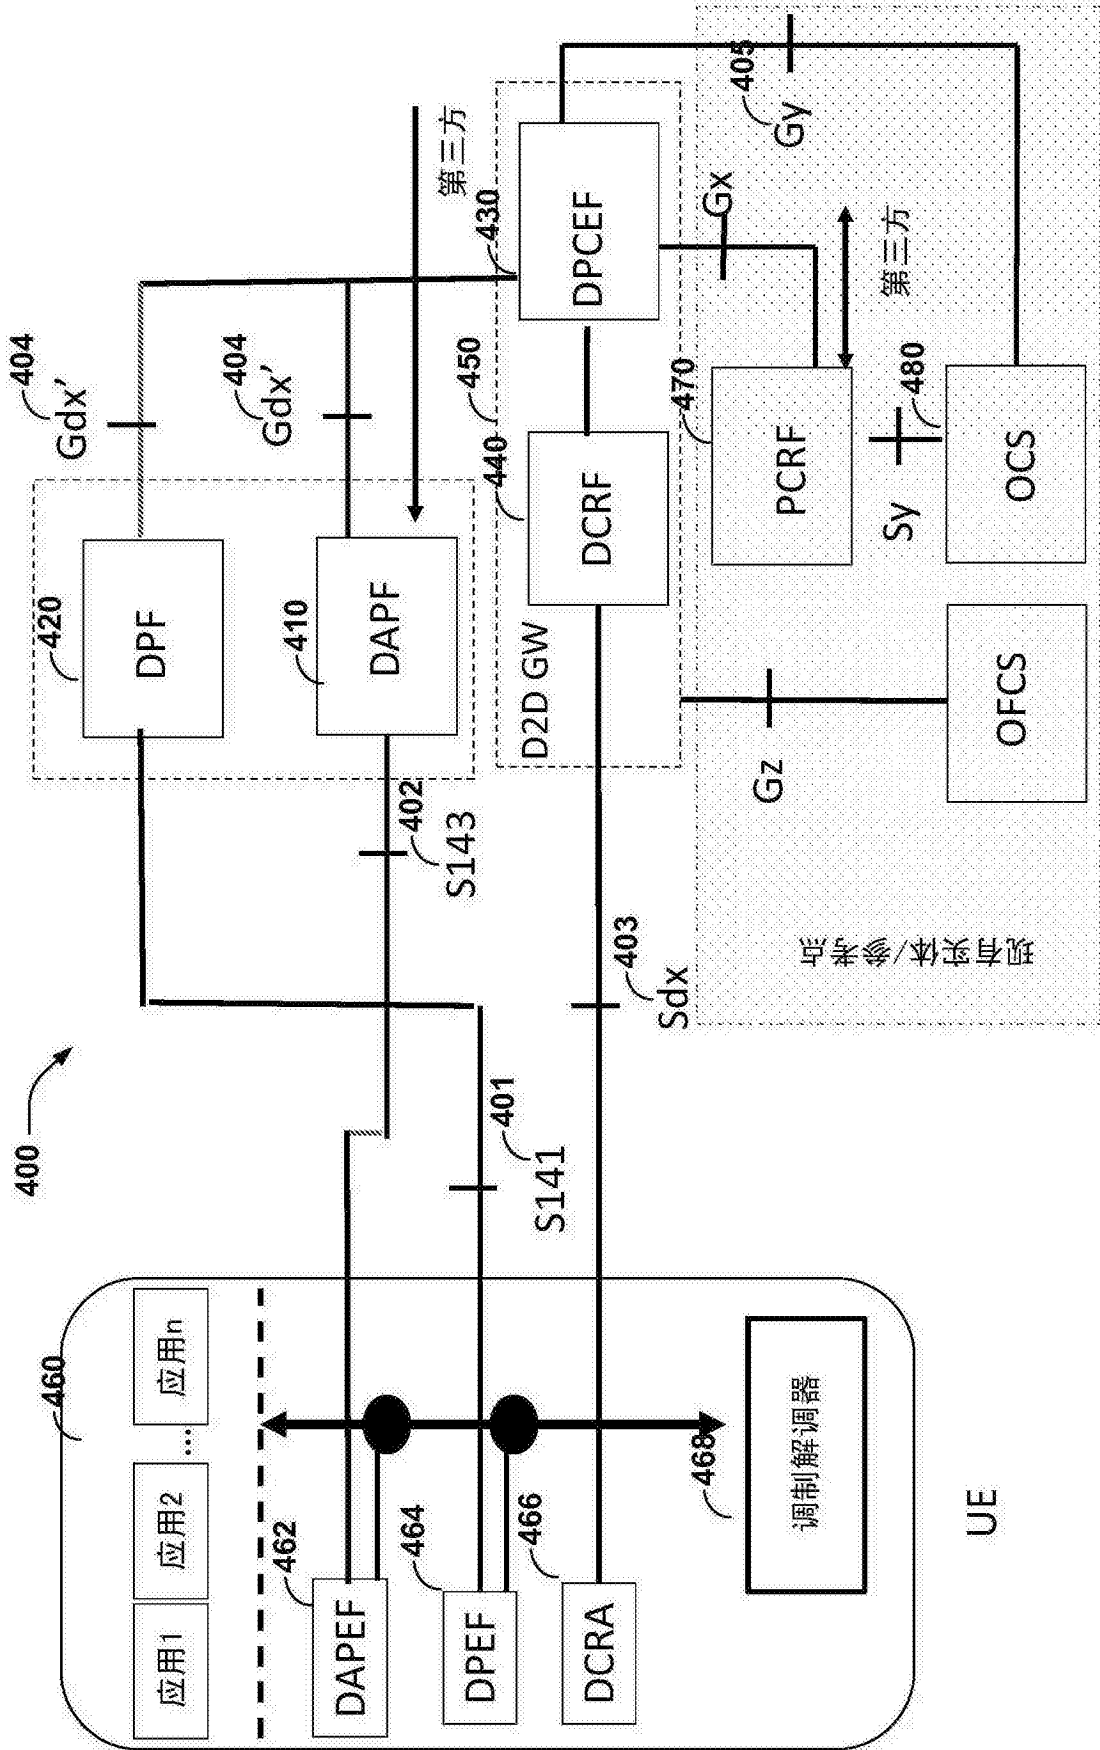 400
460
应用1
应用2
...
应用n
462
DAPEF
464
DPEF
466
DCRA
468
调制解调器
UE
401
S141
402
S143
403
Sdx
420
DPF
410
DAPF
404
Gdx’
404
Gdx’
第三方
430
DPCEF
450
440
DCRF
D2D GW
405
Gy
Gx
470
PCRF
第三方
Sy
480
OCS
Gz
OFCS
现有实体/参考点